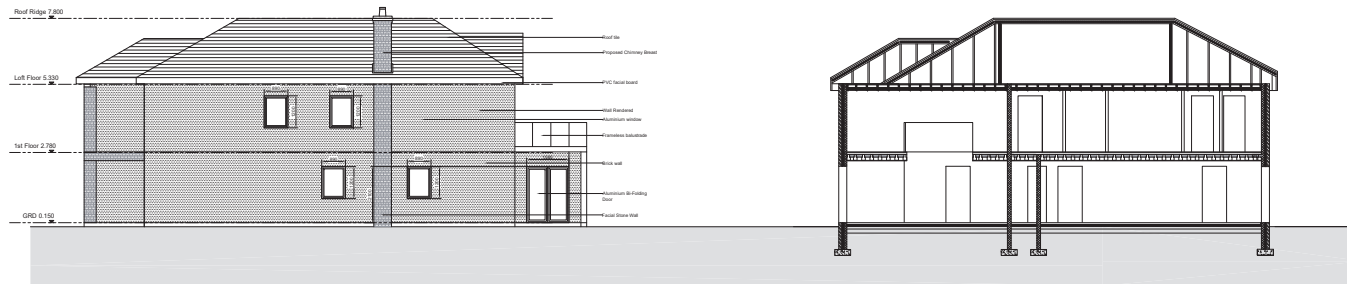 Roof Ridge 7.800
Roof tile
Proposed Chimney Breast
Loft Floor 5.330
PVC facial board
Wall Rendered
Aluminium window
Frameless balustrade
1st Floor 2.780
Brick wall
Aluminium Bi-Folding
Door
GRD 0.150
Facial Stone Wall